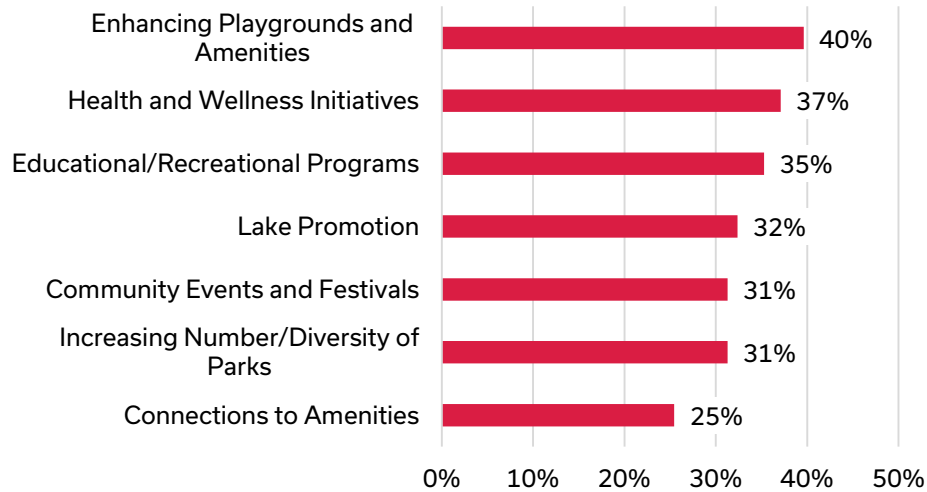 Enhancing Playgrounds and
Amenities
40%
Health and Wellness Initiatives
37%
Educational/Recreational Programs
35%
Lake Promotion
32%
Community Events and Festivals
31%
Increasing Number/Diversity of
Parks
31%
Connections to Amenities
25%
0% 10% 20% 30% 40% 50%